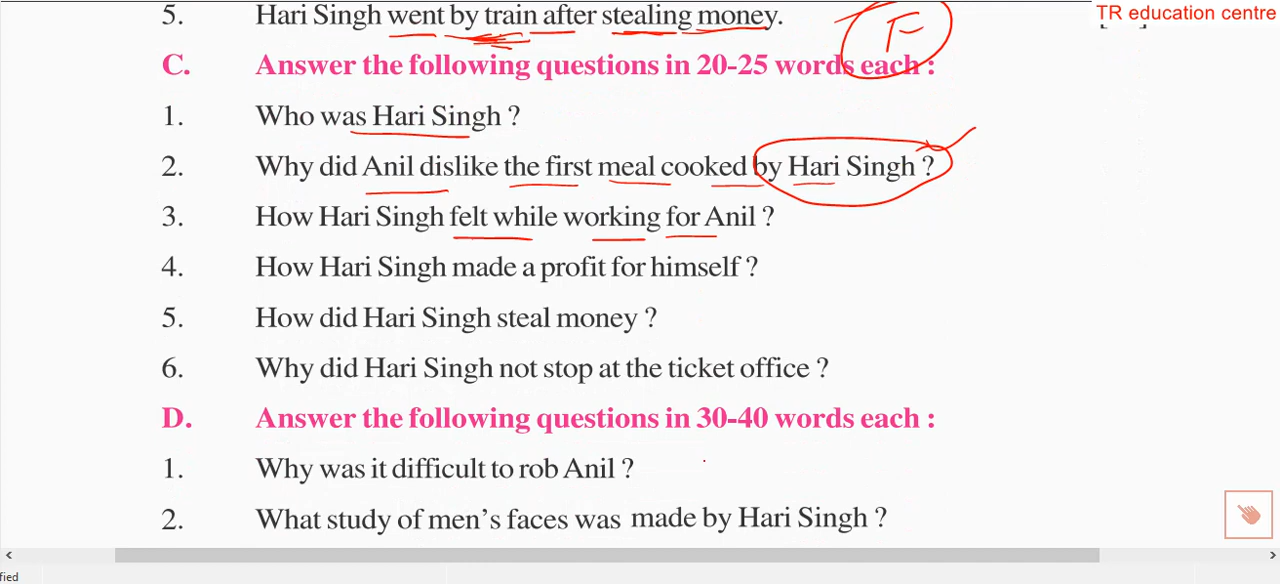 TR education centre
5. Hari Singh went by train after stealing money. F
C. Answer the following questions in 20-25 words each :
1. Who was Hari Singh ?
2. Why did Anil dislike the first meal cooked by Hari Singh ?
3. How Hari Singh felt while working for Anil ?
4. How Hari Singh made a profit for himself ?
5. How did Hari Singh steal money ?
6. Why did Hari Singh not stop at the ticket office ?
D. Answer the following questions in 30-40 words each :
1. Why was it difficult to rob Anil ?
2. What study of men's faces was made by Hari Singh ?
fied